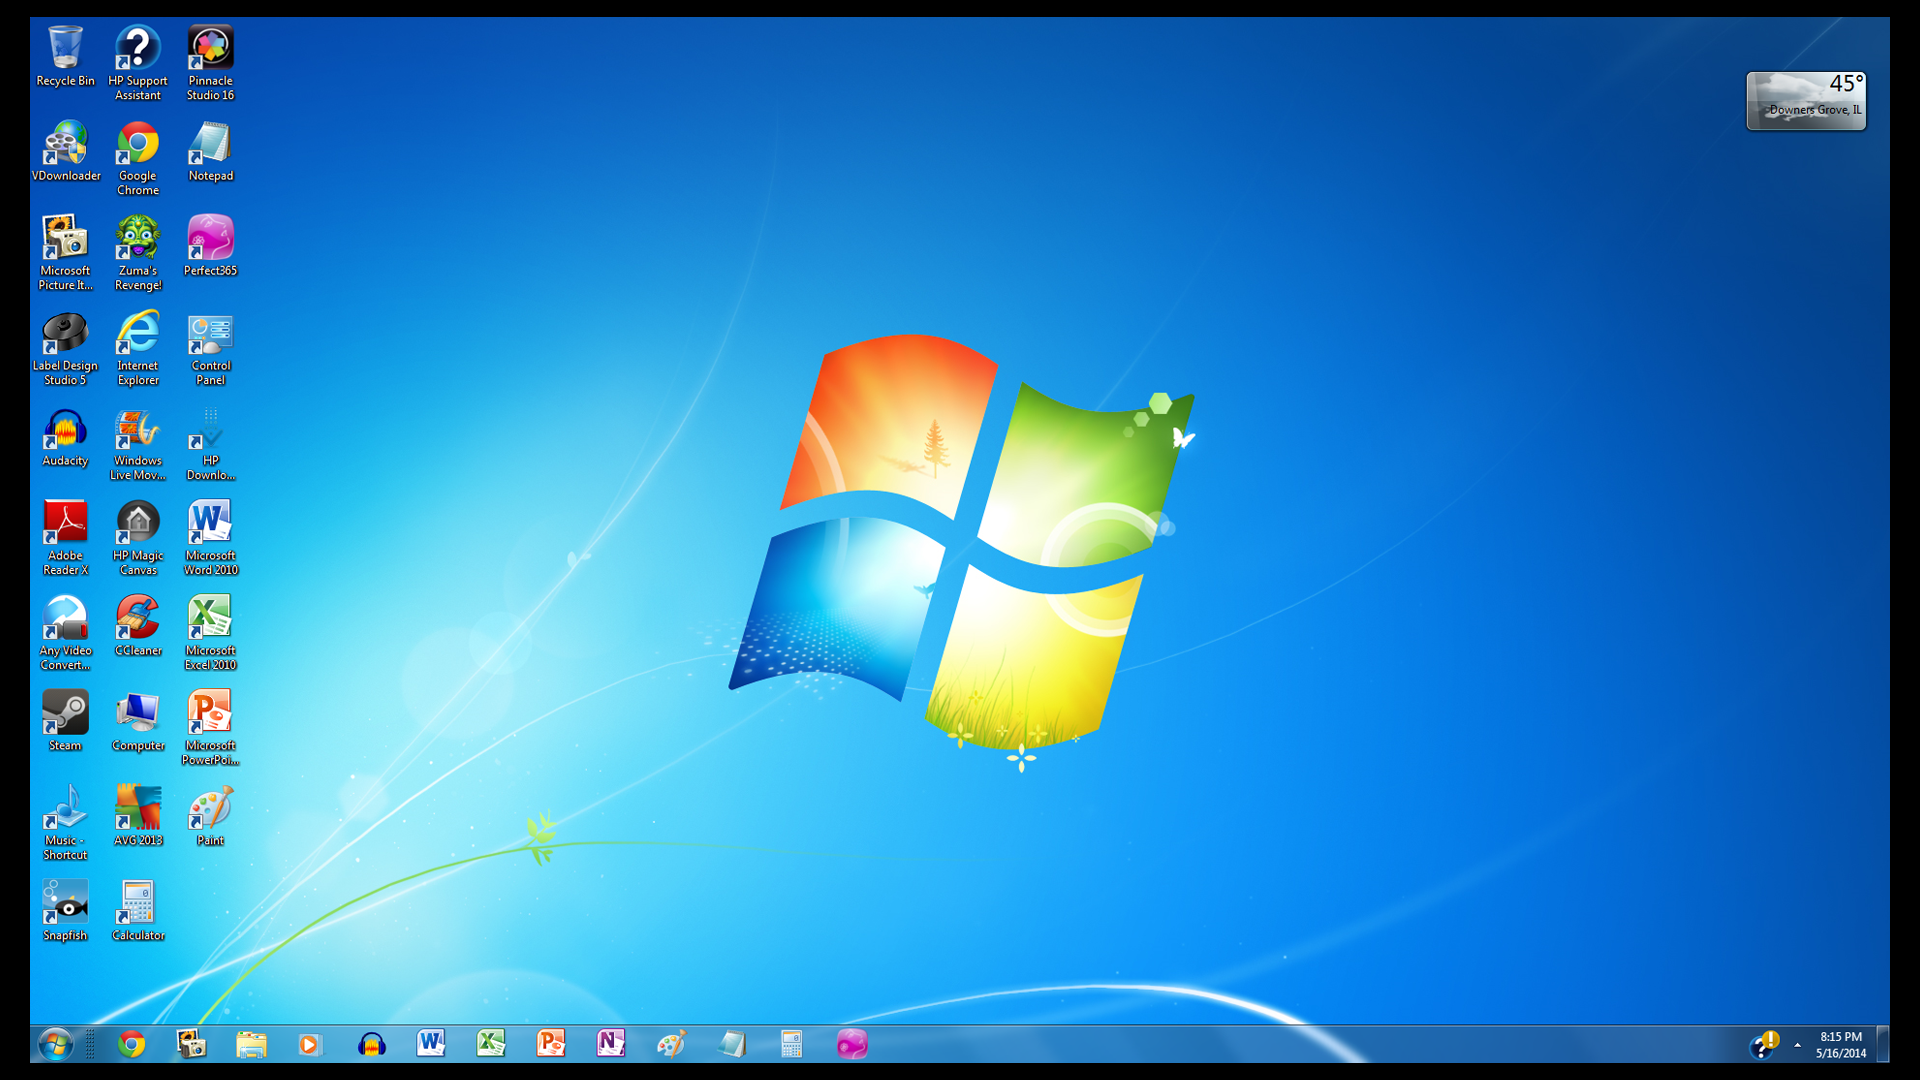 Recycle Bin
HP Support
Assistant
Pinnacle
Studio 16
VDownloader
Google
Chrome
Notepad
Microsoft
Picture It...
Zuma's
Revenge!
Perfect365
Label Design
Studio 5
Internet
Explorer
Control
Panel
Audacity
Windows
Live Mov...
HP
Downlo...
Adobe
Reader X
HP Magic
Canvas
Microsoft
Word 2010
Any Video
Convert...
CCleaner
Microsoft
Excel 2010
Steam
Computer
Microsoft
PowerPoi...
Music -
Shortcut
AVG 2013
Paint
Snapfish
Calculator
45°
Downers Grove, IL
8:15 PM
5/16/2014